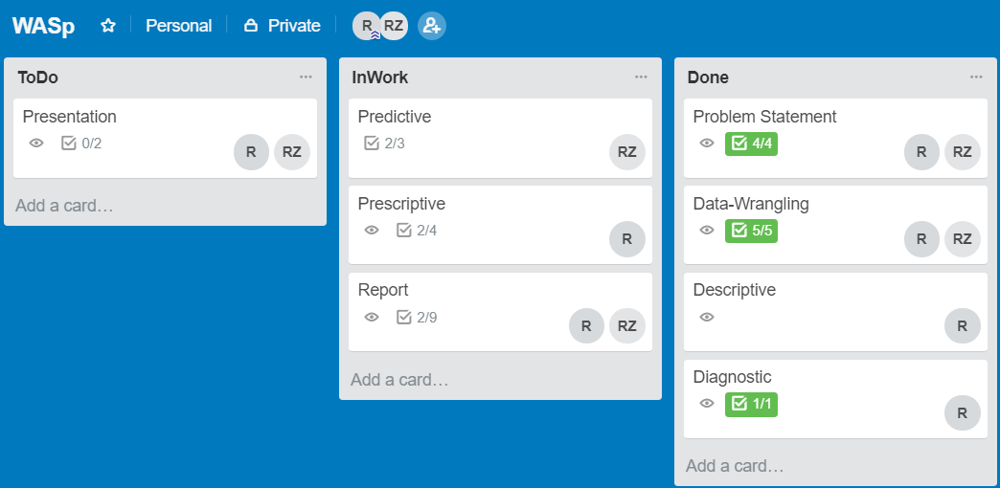 WASp Personal Private R RZ
ToDo
Presentation
0/2 R RZ
Add a card…
InWork
Predictive
2/3 RZ
Prescriptive
2/4 R
Report
2/9 R RZ
Add a card…
Done
Problem Statement
4/4 R RZ
Data-Wrangling
5/5 R RZ
Descriptive
R
Diagnostic
1/1 R
Add a card…